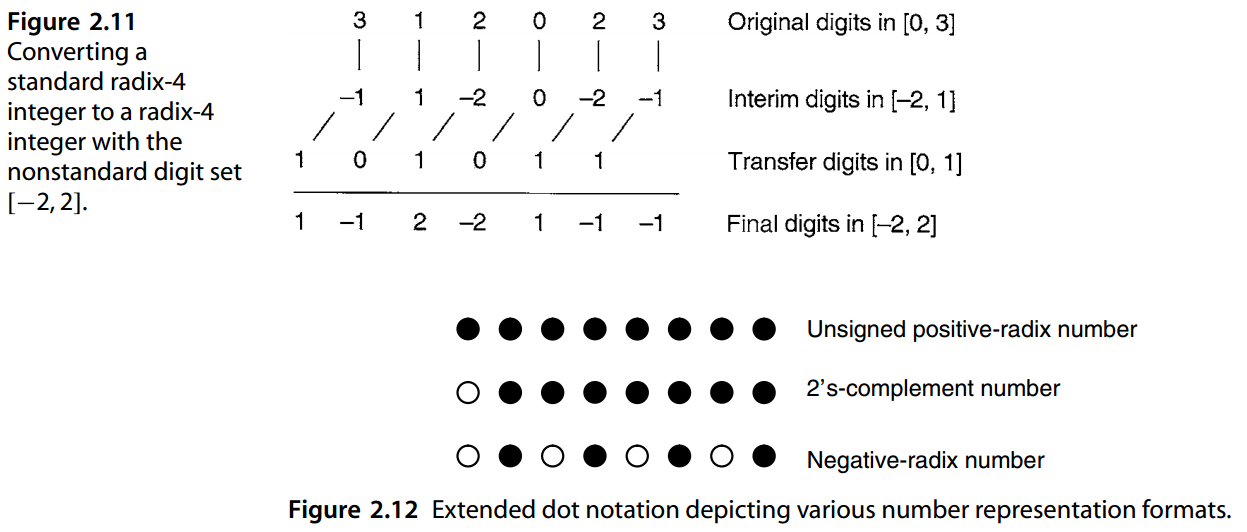 Figure 2.11
Converting a
standard radix-4
integer to a radix-4
integer with the
nonstandard digit set
[−2, 2].
3 1 2 0 2 3 Original digits in [0, 3]
–1 1 –2 0 –2 –1 Interim digits in [–2, 1]
1 0 1 0 1 1 Transfer digits in [0, 1]
1 –1 2 –2 1 –1 –1 Final digits in [–2, 2]
Unsigned positive-radix number
2's-complement number
Negative-radix number
Figure 2.12 Extended dot notation depicting various number representation formats.